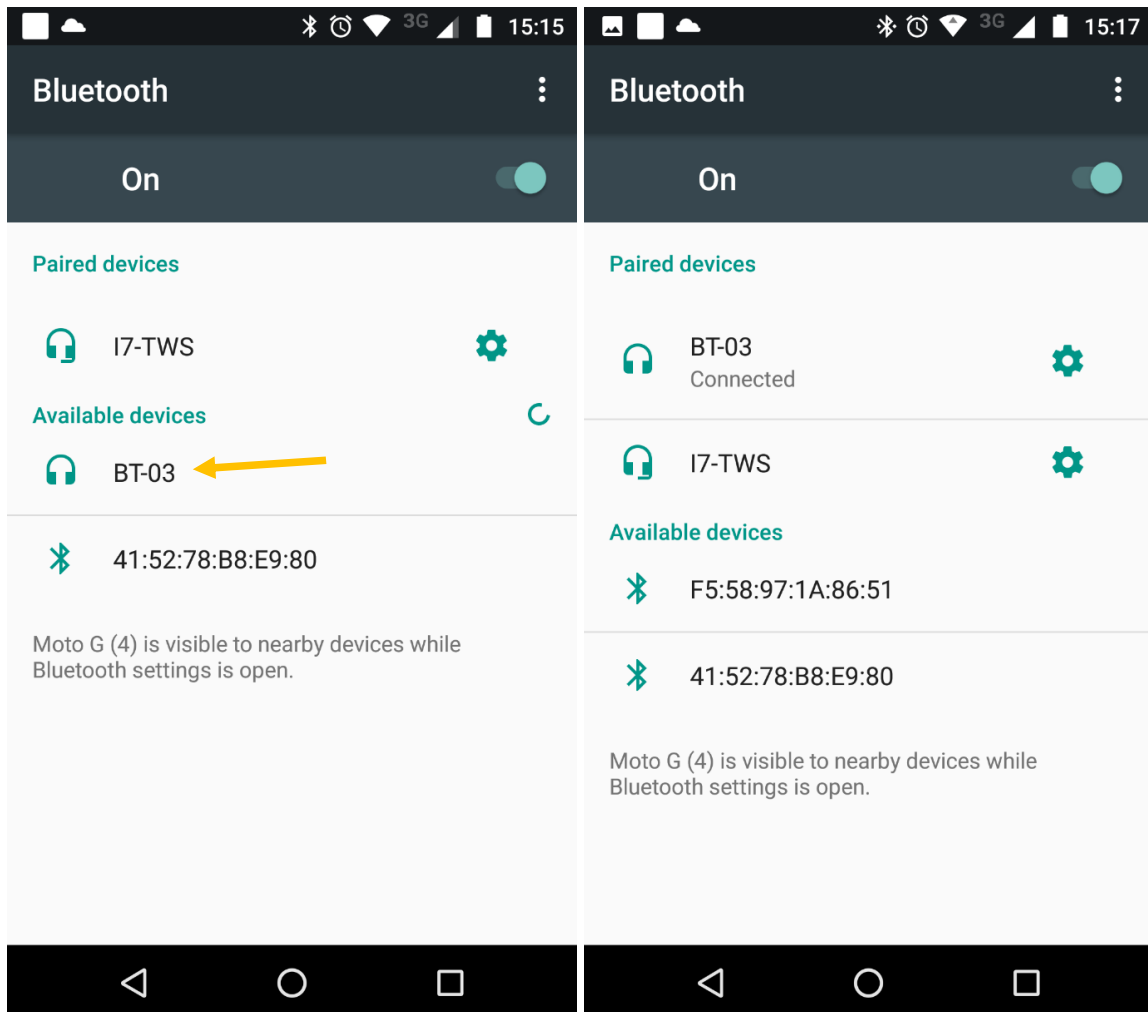 3G 15:15
Bluetooth
On
Paired devices
I7-TWS
Available devices
BT-03
41:52:78:B8:E9:80
Moto G (4) is visible to nearby devices while
Bluetooth settings is open.
3G 15:17
Bluetooth
On
Paired devices
BT-03
Connected
I7-TWS
Available devices
F5:58:97:1A:86:51
41:52:78:B8:E9:80
Moto G (4) is visible to nearby devices while
Bluetooth settings is open.